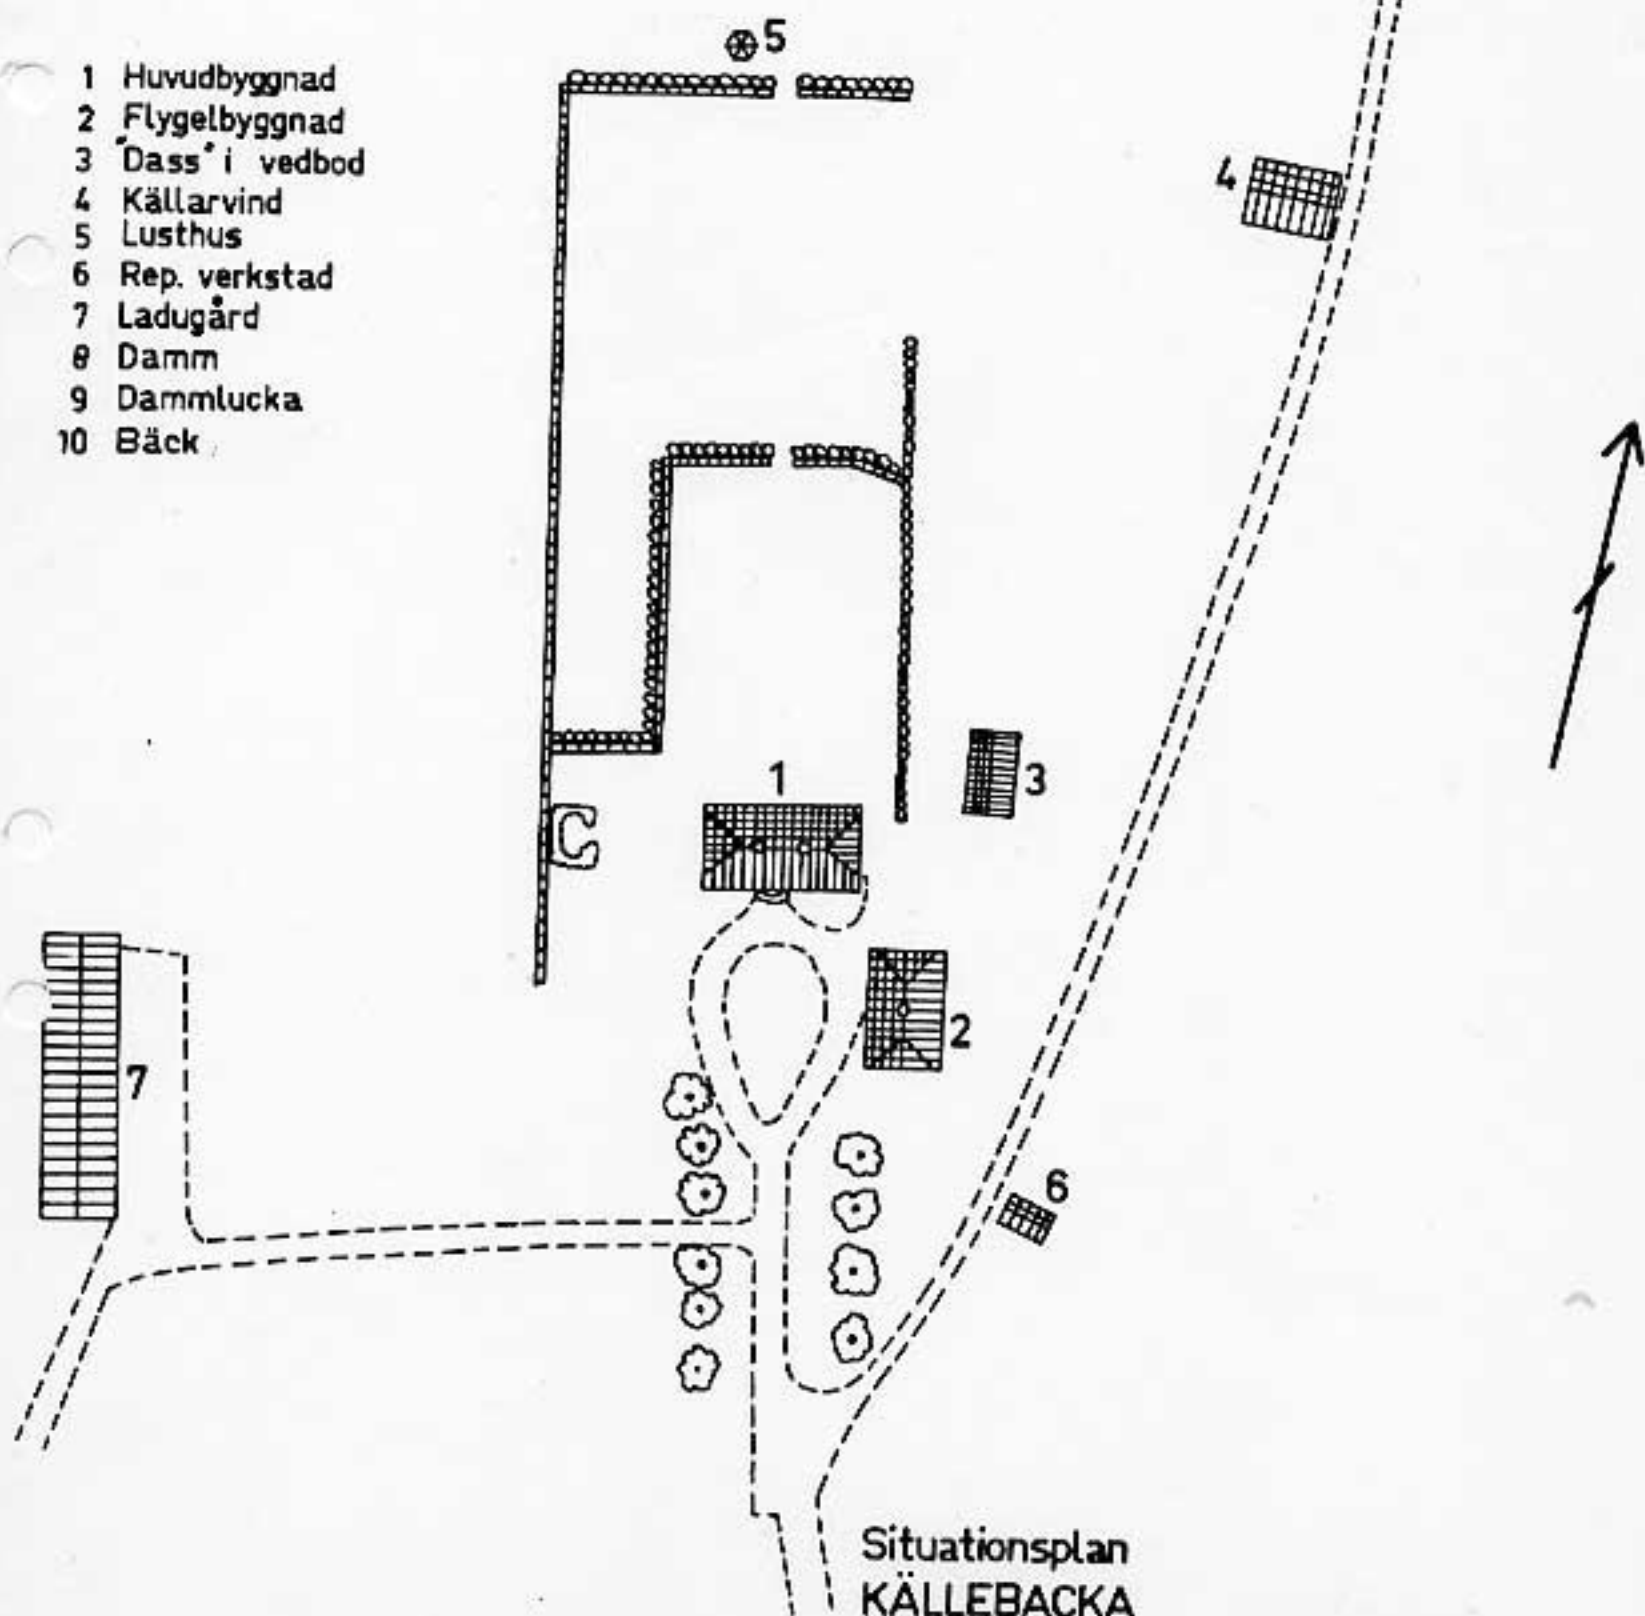 1 Huvudbyggnad
2 Flygelbyggnad
3 "Dass" i vedbod
4 Källarvind
5 Lusthus
6 Rep. verkstad
7 Ladugård
8 Damm
9 Dammlucka
10 Bäck
5
4
3
1
2
7
6
Situationsplan
KÄLLEBACKA